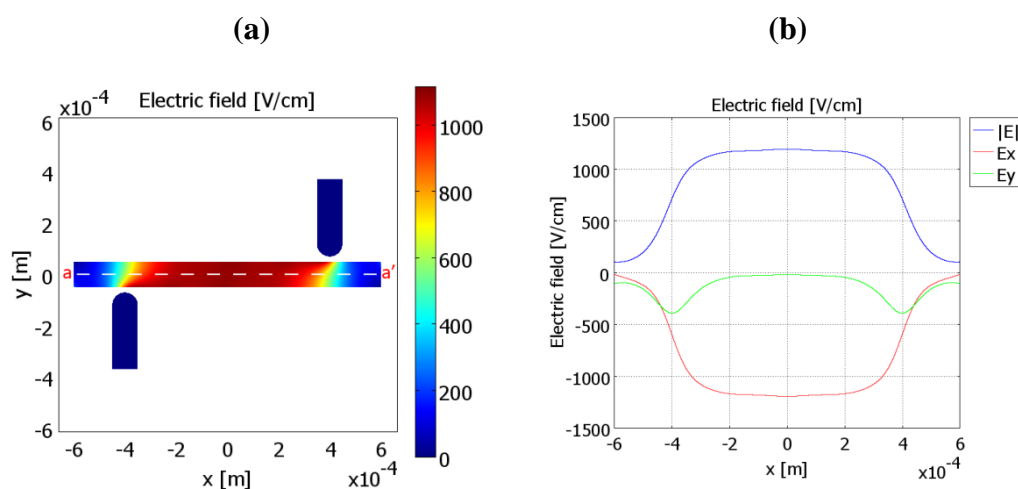 (a)
Electric field [V/cm]
x10-4
6
4
2
0
-2
-4
-6
y [m]
a
a'
-6 -4 -2 0 2 4 6
x [m]
x10-4
1000
800
600
400
200
0
(b)
Electric field [V/cm]
1500
1000
500
0
-500
-1000
-1500
Electric field [V/cm]
-6 -4 -2 0 2 4 6
x [m]
x10-4
|E|
Ex
Ey